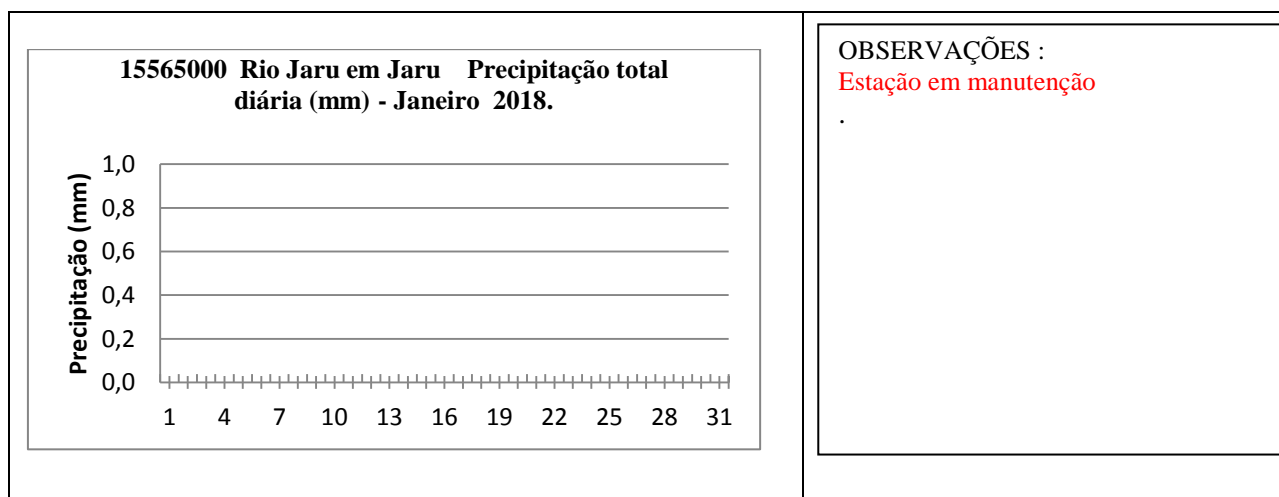 15565000 Rio Jaru em Jaru Precipitação total
diária (mm) - Janeiro 2018.
Precipitação (mm)
1,0
0,8
0,6
0,4
0,2
0,0
1 4 7 10 13 16 19 22 25 28 31
OBSERVAÇÕES :
Estação em manutenção
.